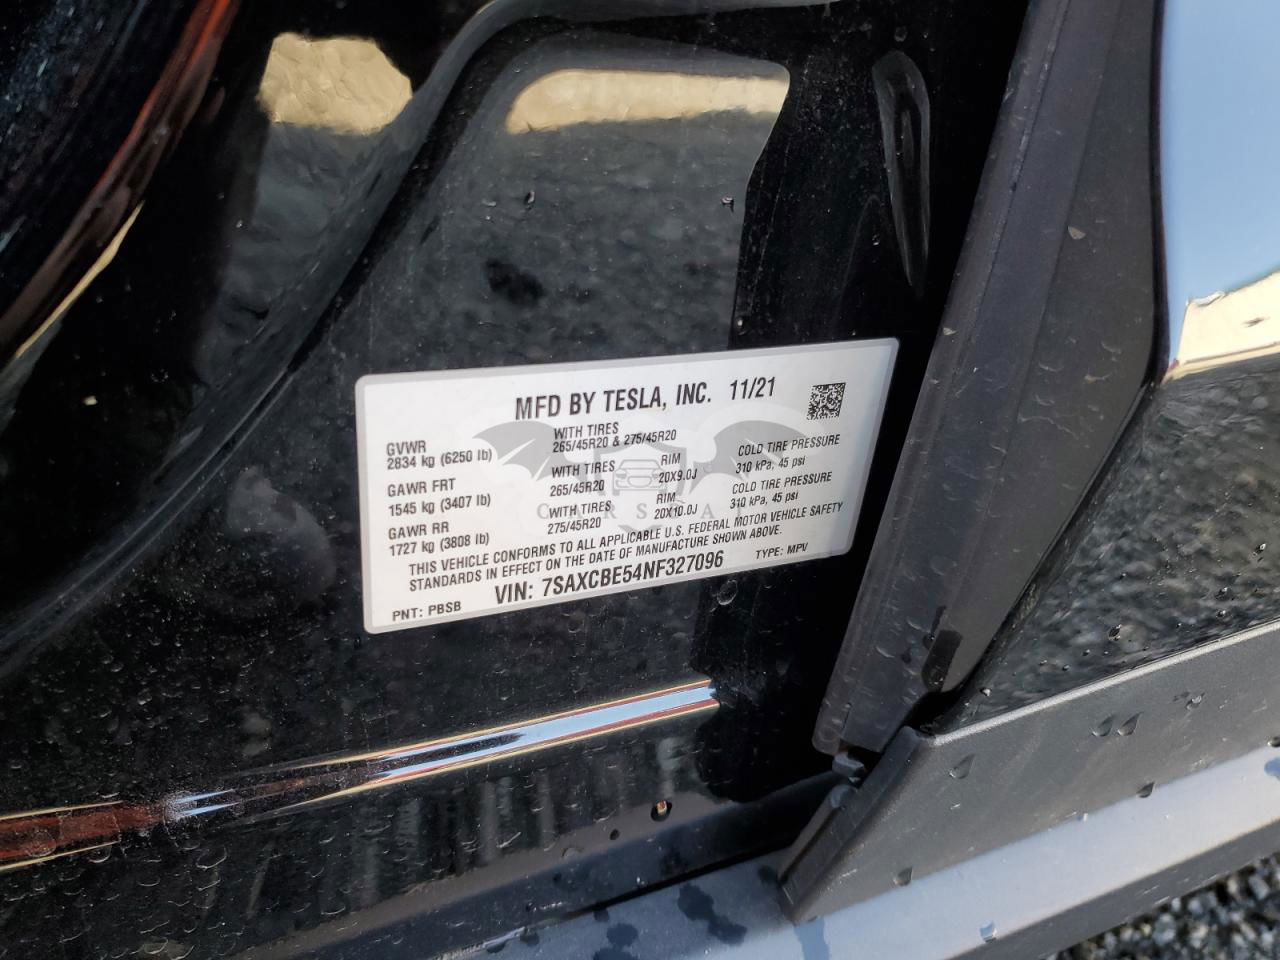 MFD BY TESLA, INC. 11/21
GVWR
2834 kg (6250 lb)
WITH TIRES
265/45R20 & 275/45R20
GAWR FRT
1545 kg (3407 lb)
WITH TIRES
265/45R20
RIM
20X9.0J
COLD TIRE PRESSURE
310 kPa, 45 psi
GAWR RR
1727 kg (3808 lb)
WITH TIRES
275/45R20
RIM
20X10.0J
COLD TIRE PRESSURE
310 kPa, 45 psi
THIS VEHICLE CONFORMS TO ALL APPLICABLE U.S. FEDERAL MOTOR VEHICLE SAFETY
STANDARDS IN EFFECT ON THE DATE OF MANUFACTURE SHOWN ABOVE.
PNT: PBSB
VIN: 7SAXCBE54NF327096
TYPE: MPV